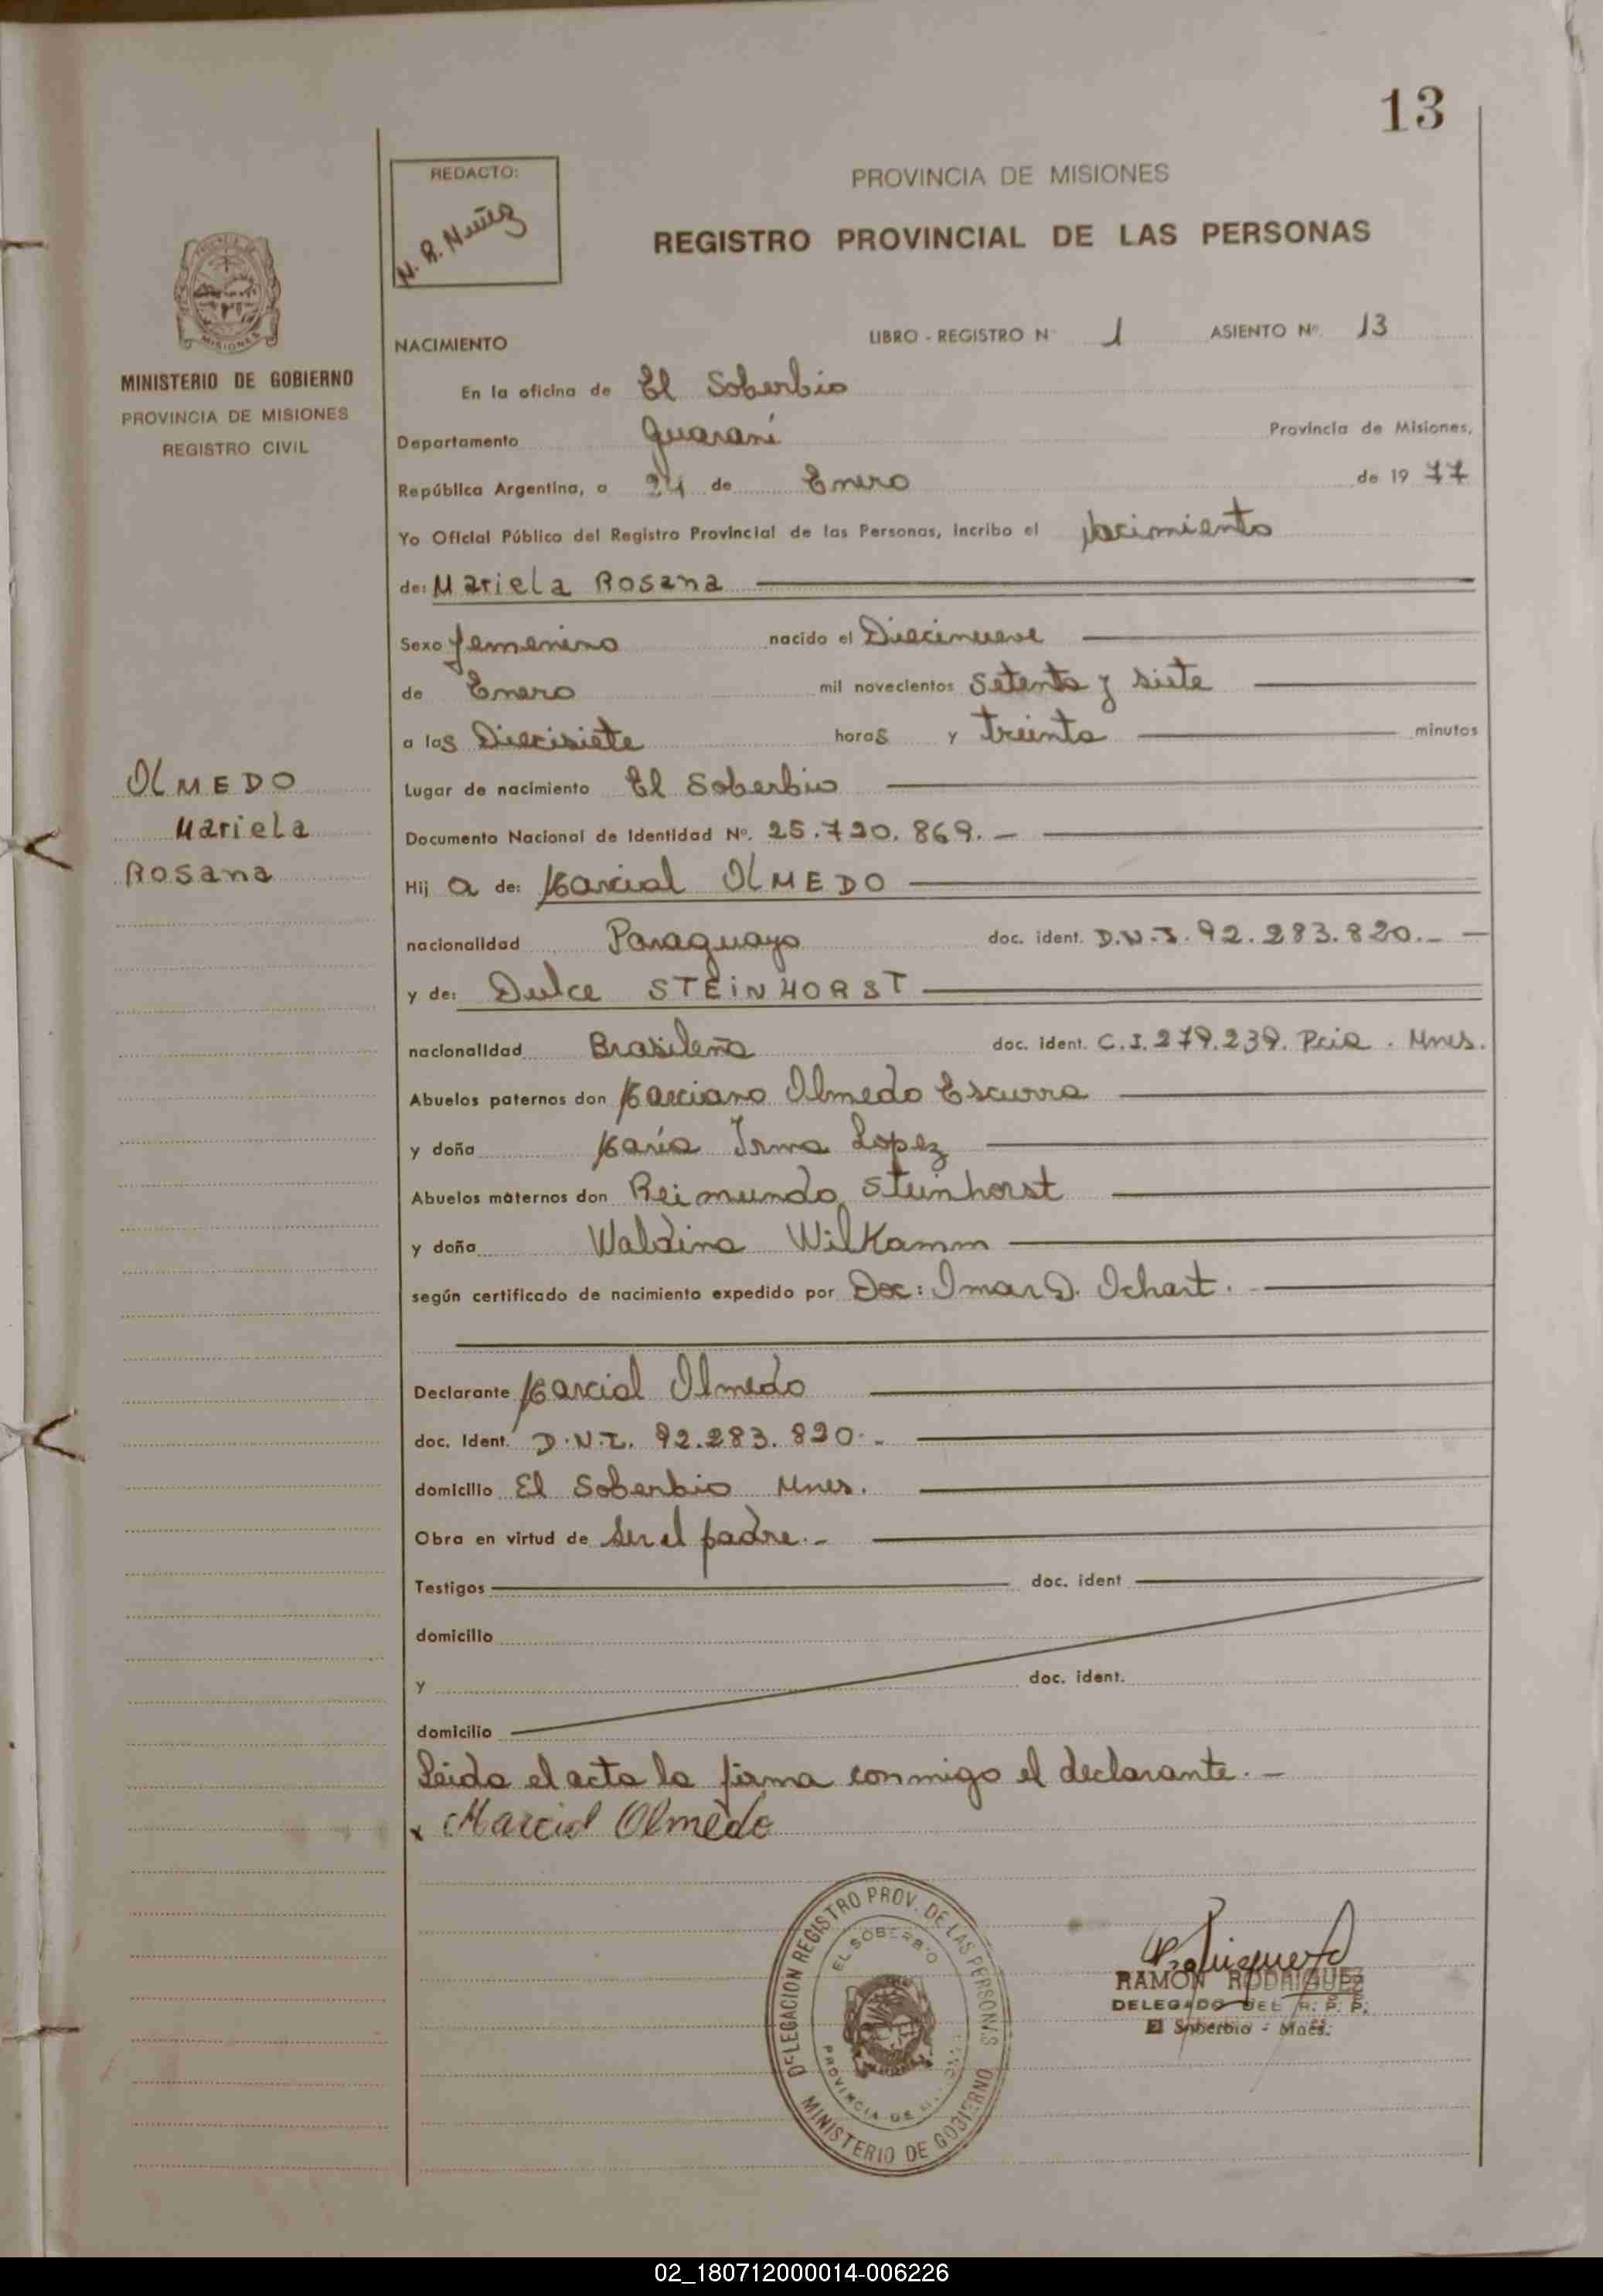 13
REDACTO:
N. R. Nuñez
PROVINCIA DE MISIONES
REGISTRO PROVINCIAL DE LAS PERSONAS
MISIONES
MINISTERIO DE GOBIERNO
PROVINCIA DE MISIONES
REGISTRO CIVIL
NACIMIENTO
LIBRO - REGISTRO Nº 1 ASIENTO Nº. 13
En la oficina de El Soberbio
Departamento Guaraní Provincia de Misiones,
República Argentina, a 24 de Enero de 1977
Yo Oficial Público del Registro Provincial de las Personas, incribo el Nacimiento
de: Mariela Rosana
Sexo femenino nacido el Diecinueve
de Enero mil novecientos Setenta y siete
a las Diecisiete horas y treinta minutos
OLMEDO
Mariela
Rosana
Lugar de nacimiento El Soberbio
Documento Nacional de Identidad Nº. 25.720.869.-
Hij a de: Marcial OLMEDO
nacionalidad Paraguayo doc. ident. D.N.I. 92.283.820.-
y de: Dulce STEINHORST
nacionalidad Brasileña doc. ident. C.I. 279.239. Pcia. Mnes.
Abuelos paternos don Marciano Olmedo Escurra
y doña María Irma Lopez
Abuelos maternos don Reimundo Steinhorst
y doña Waldina Wilkamm
según certificado de nacimiento expedido por Doc: Imar D. Ochart.
Declarante Marcial Olmedo
doc. Ident. D.N.I. 92.283.820.-
domicilio El Soberbio Mnes.
Obra en virtud de ser el padre.-
Testigos doc. ident
domicilio
y doc. ident.
domicilio
Leida el acta la firma conmigo el declarante.-
x Marcial Olmedo
DELEGACION REGISTRO PROV. DE LAS PERSONAS
EL SOBERBIO
PROVINCIA DE
MINISTERIO DE GOBIERNO
RAMON RODRIGUEZ
DELEGADO DEL R. P. P.
El Soberbio - Mnes.
02_180712000014-006226